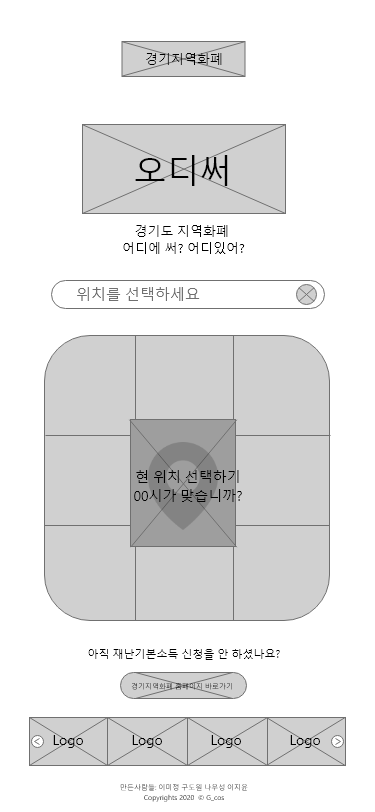 경기지역화폐
오디써
경기도 지역화폐
어디에 써? 어디있어?
위치를 선택하세요
현 위치 선택하기
00시가 맞습니까?
아직 재난기본소득 신청을 안 하셨나요?
경기지역화폐 홈페이지 바로가기
< Logo Logo Logo Logo >
만든사람들: 이미정 구도원 나우성 이지윤
Copyrights 2020 © G_cos